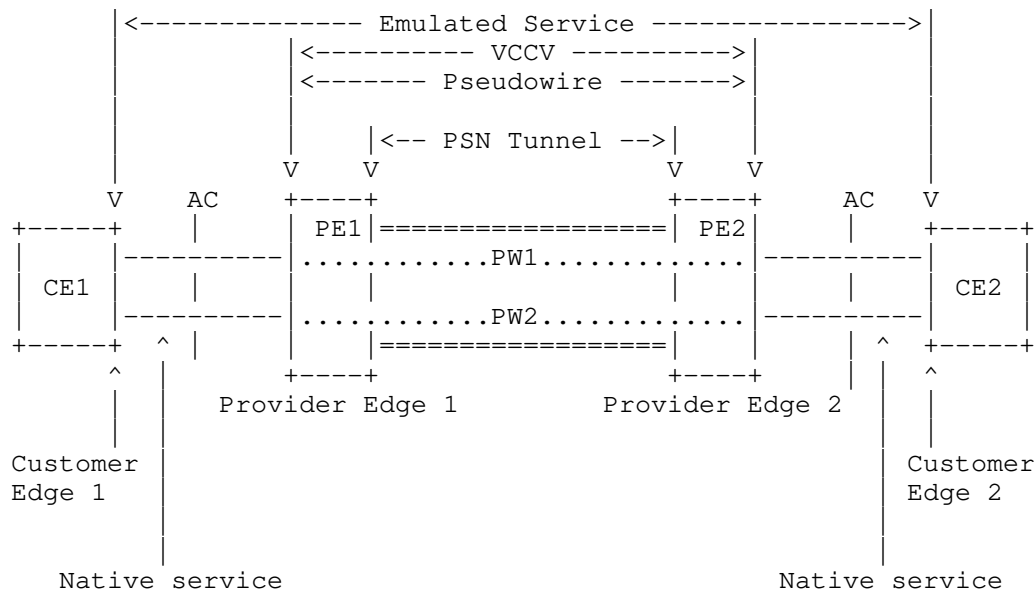 |<-------------- Emulated Service ---------------->|
|<---------- VCCV ---------->|
|<------- Pseudowire ------->|
|<-- PSN Tunnel -->|
V V V V
V AC +----+ +----+ AC V
+-----+ | | PE1|==================| PE2| | +-----+
| |----------|............PW1.............|----------| |
| CE1 | | | | | | | | CE2 |
| |----------|............PW2.............|----------| |
+-----+ ^ | | |==================| | | ^ +-----+
^ | +----+ +----+ | | ^
| | Provider Edge 1 Provider Edge 2 | |
| | | |
Customer | | Customer
Edge 1 | | Edge 2
| |
| |
Native service Native service